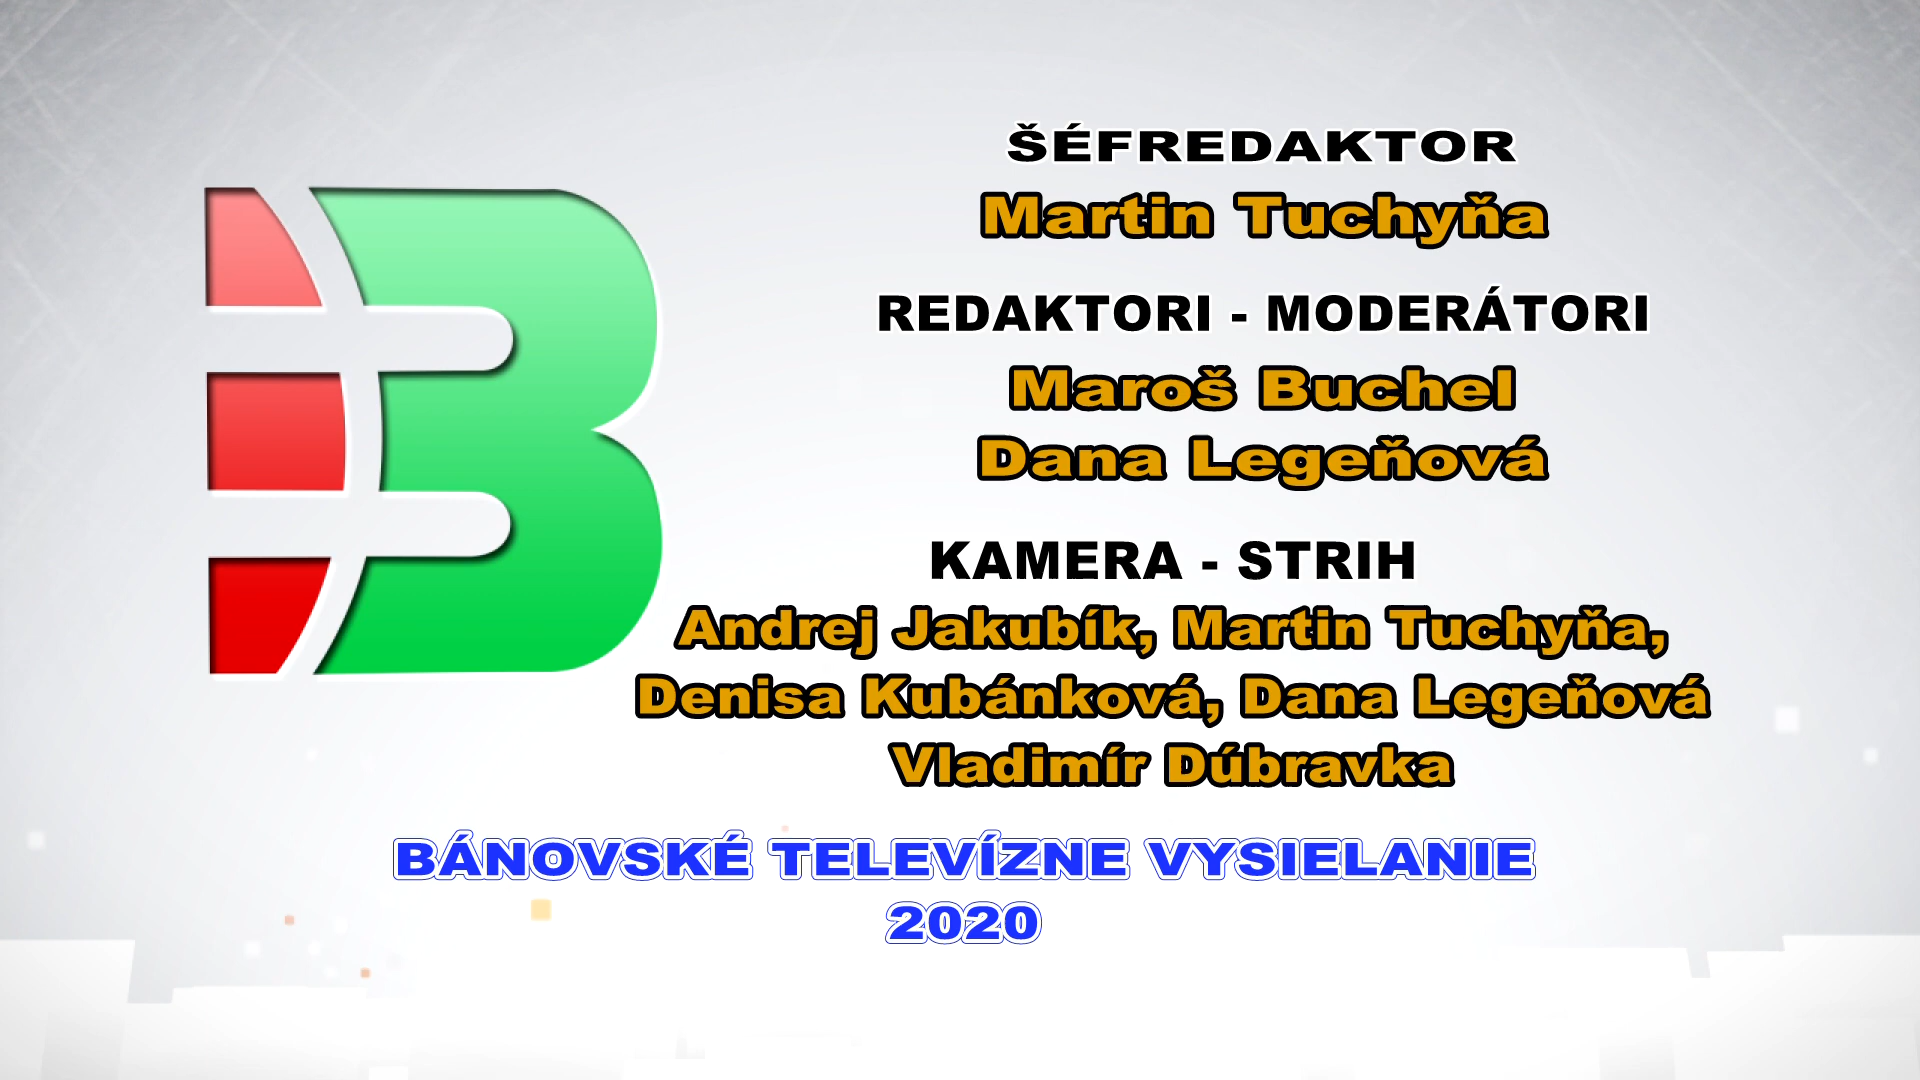 ŠÉFREDAKTOR
Martin Tuchyňa
REDAKTORI - MODERÁTORI
Maroš Buchel
Dana Legeňová
KAMERA - STRIH
Andrej Jakubík, Martin Tuchyňa,
Denisa Kubánková, Dana Legeňová
Vladimír Dúbravka
BÁNOVSKÉ TELEVÍZNE VYSIELANIE
2020